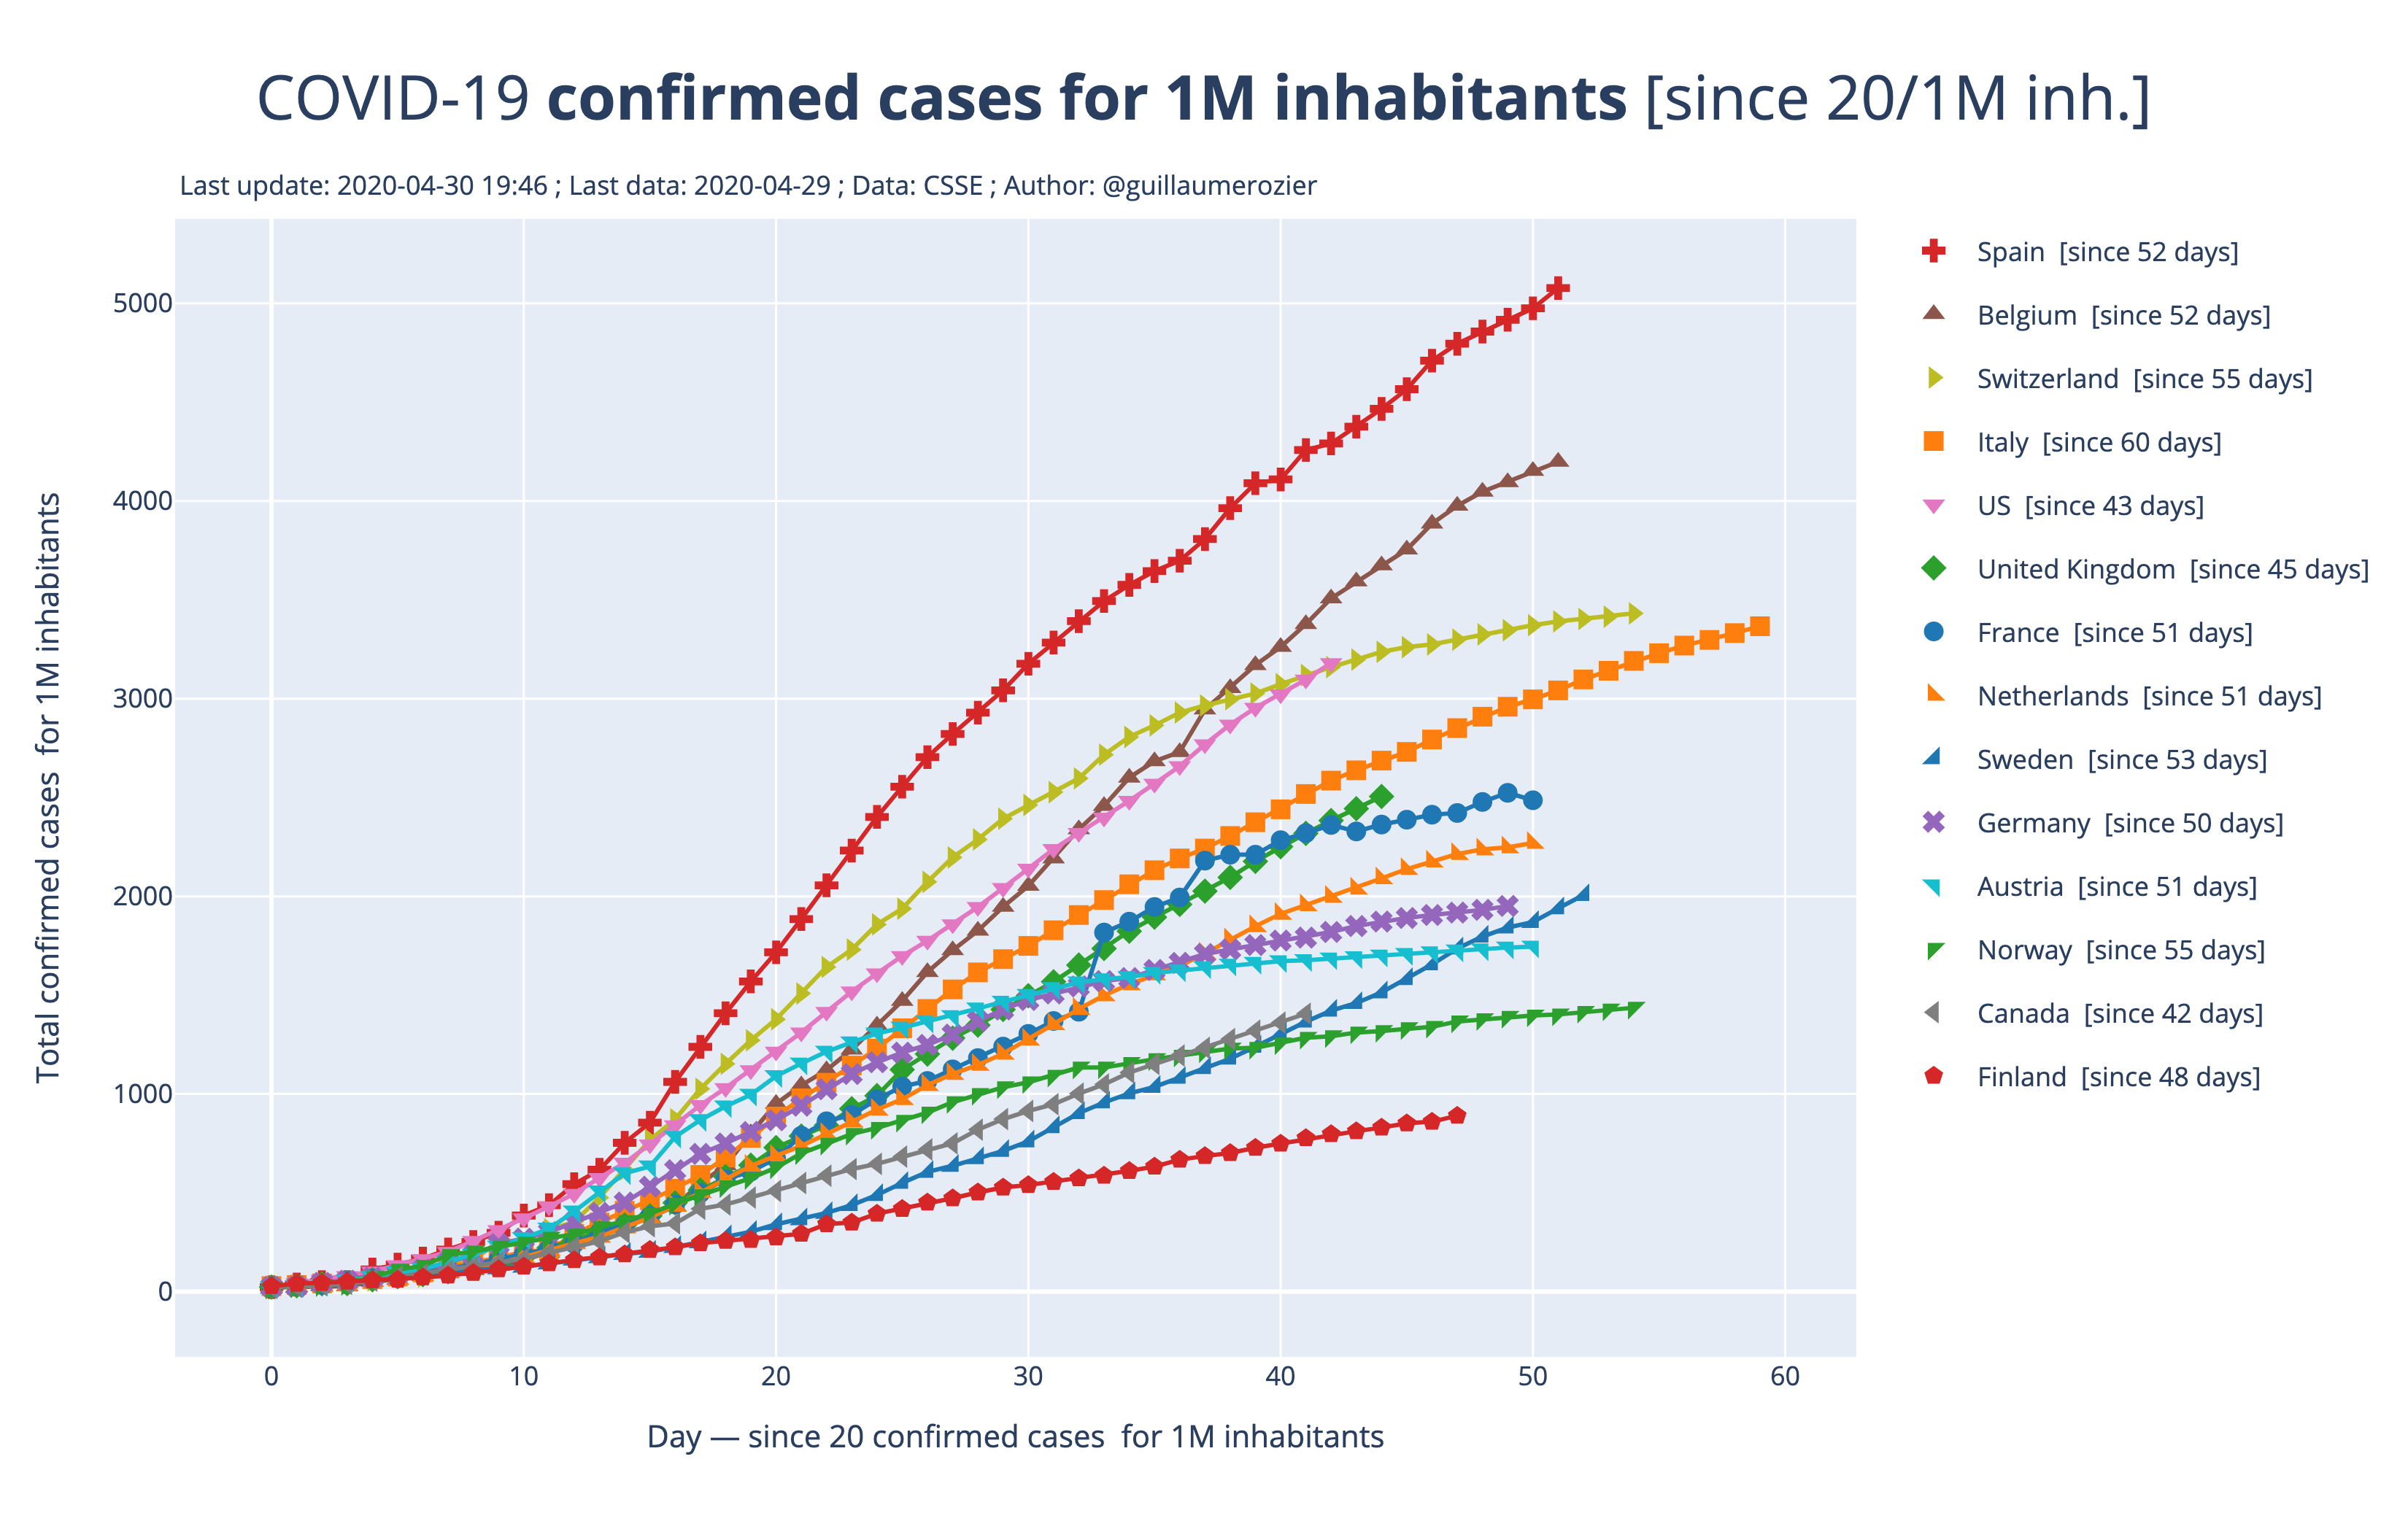 COVID-19 confirmed cases for 1M inhabitants [since 20/1M inh.]
Last update: 2020-04-30 19:46 ; Last data: 2020-04-29 ; Data: CSSE ; Author: @guillaumerozier
Total confirmed cases for 1M inhabitants
5000
4000
3000
2000
1000
0
0 10 20 30 40 50 60
Day — since 20 confirmed cases for 1M inhabitants
Spain [since 52 days]
Belgium [since 52 days]
Switzerland [since 55 days]
Italy [since 60 days]
US [since 43 days]
United Kingdom [since 45 days]
France [since 51 days]
Netherlands [since 51 days]
Sweden [since 53 days]
Germany [since 50 days]
Austria [since 51 days]
Norway [since 55 days]
Canada [since 42 days]
Finland [since 48 days]